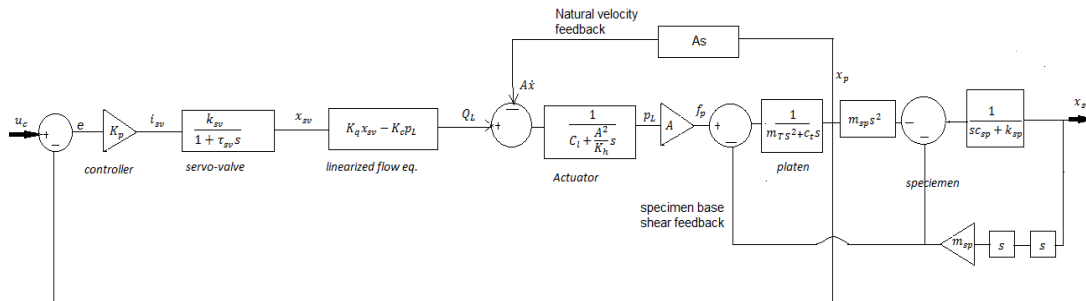 Natural velocity
feedback
As
x_p
x_s
u_c
+
−
e
K_p
i_sv
k_sv
1 + τ_sv s
x_sv
K_q x_sv − K_c p_L
Q_L
Aẋ
+
−
1
C_l + A²/K_h s
p_L
A
f_p
+
−
1
m_T s² + c_t s
m_sp s²
−
−
1
s c_sp + k_sp
controller
servo-valve
linearized flow eq.
Actuator
platen
speciemen
specimen base
shear feedback
m_sp
s
s